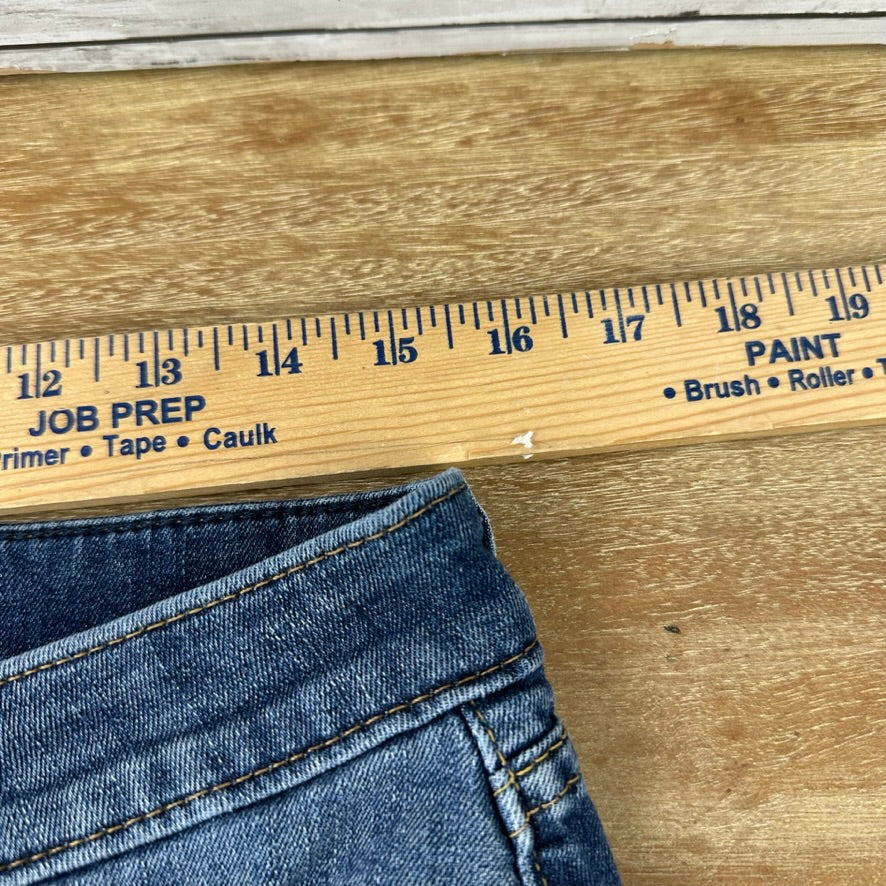 12 13 14 15 16 17 18 19
JOB PREP PAINT
rimer • Tape • Caulk • Brush • Roller • T